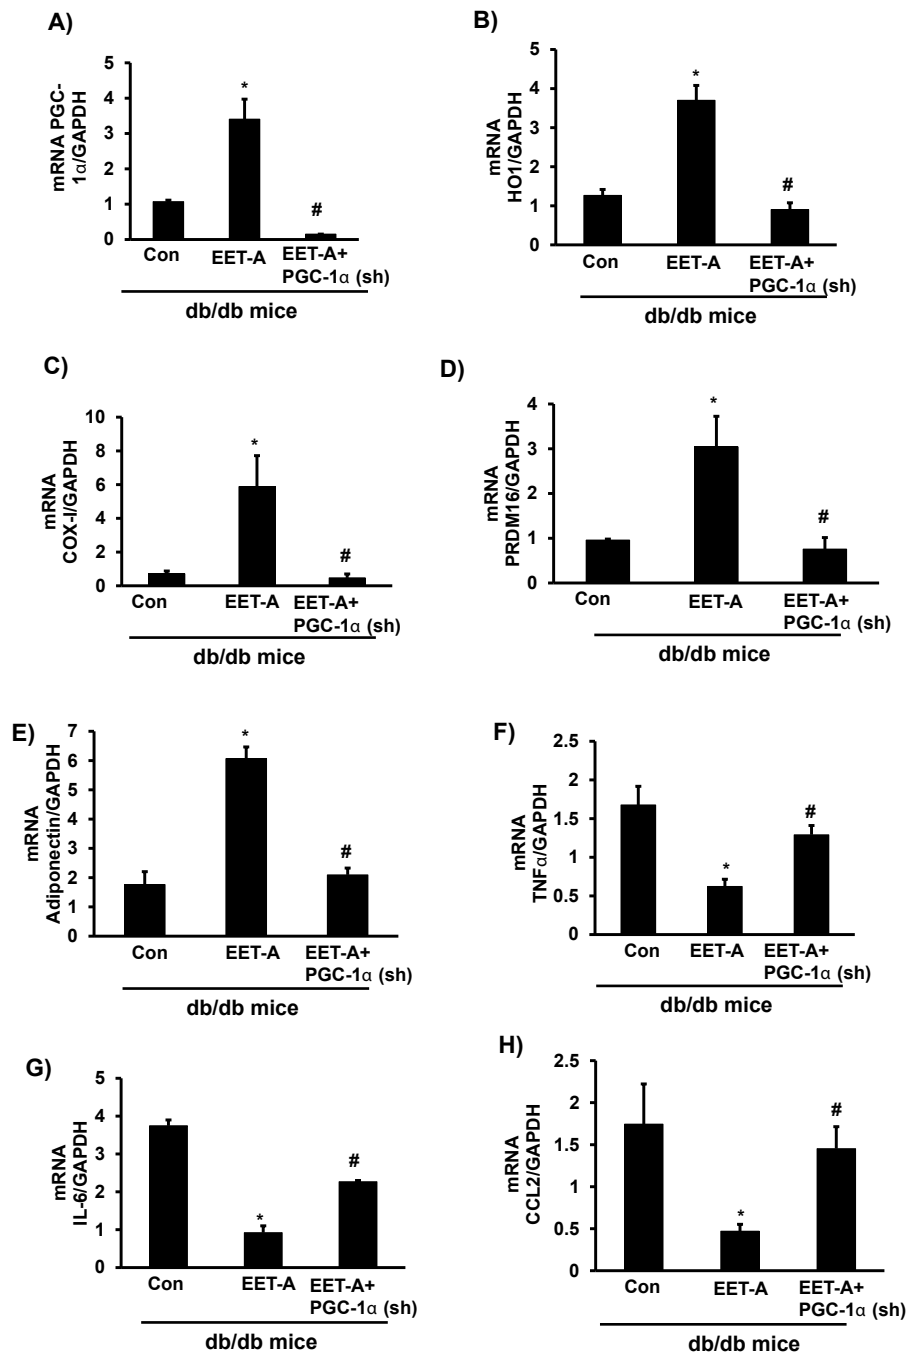 A)
mRNA PGC-
1α/GAPDH
5
4
3
2
1
0
*
#
Con
EET-A
EET-A+
PGC-1α (sh)
db/db mice
B)
mRNA
HO1/GAPDH
5
4
3
2
1
0
*
#
Con
EET-A
EET-A+
PGC-1α (sh)
db/db mice
C)
mRNA
COX-I/GAPDH
10
8
6
4
2
0
*
#
Con
EET-A
EET-A+
PGC-1α (sh)
db/db mice
D)
mRNA
PRDM16/GAPDH
4
3
2
1
0
*
#
Con
EET-A
EET-A+
PGC-1α (sh)
db/db mice
E)
mRNA
Adiponectin/GAPDH
7
6
5
4
3
2
1
0
*
#
Con
EET-A
EET-A+
PGC-1α (sh)
db/db mice
F)
mRNA
TNFα/GAPDH
2.5
2
1.5
1
0.5
0
*
#
Con
EET-A
EET-A+
PGC-1α (sh)
db/db mice
G)
mRNA
IL-6/GAPDH
5
4
3
2
1
0
*
#
Con
EET-A
EET-A+
PGC-1α (sh)
db/db mice
H)
mRNA
CCL2/GAPDH
2.5
2
1.5
1
0.5
0
*
#
Con
EET-A
EET-A+
PGC-1α (sh)
db/db mice